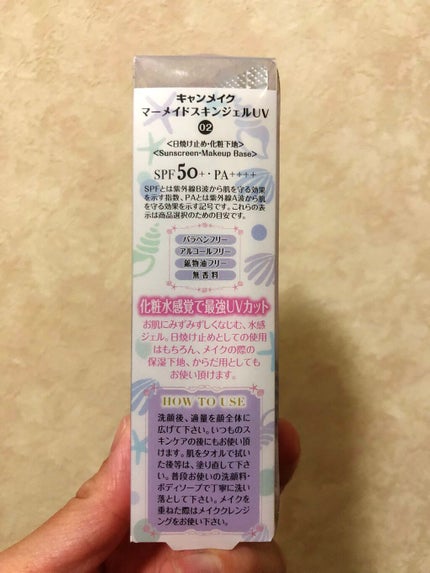 キャンメイク
マーメイドスキンジェルUV
02
<日焼け止め・化粧下地>
<Sunscreen・Makeup Base>
SPF50+・PA++++
SPFとは紫外線B波から肌を守る効果
を示す指数、PAとは紫外線A波から肌
を守る効果を示す記号です。これらの表
示は商品選択のための目安です。
パラベンフリー
アルコールフリー
鉱物油フリー
無香料
化粧水感覚で最強UVカット
お肌にみずみずしくなじむ、水感
ジェル。日焼け止めとしての使用
はもちろん、メイクの際の
保湿下地、からだ用としても
お使い頂けます。
HOW TO USE
洗顔後、適量を顔全体に
広げて下さい。いつものス
キンケアの後にもお使い頂
けます。肌をタオルで拭い
た後等は、塗り直して下さ
い。普段お使いの洗顔料・
ボディソープで丁寧に洗い
落として下さい。メイクを
重ねた際はメイククレンジ
ングをお使い下さい。